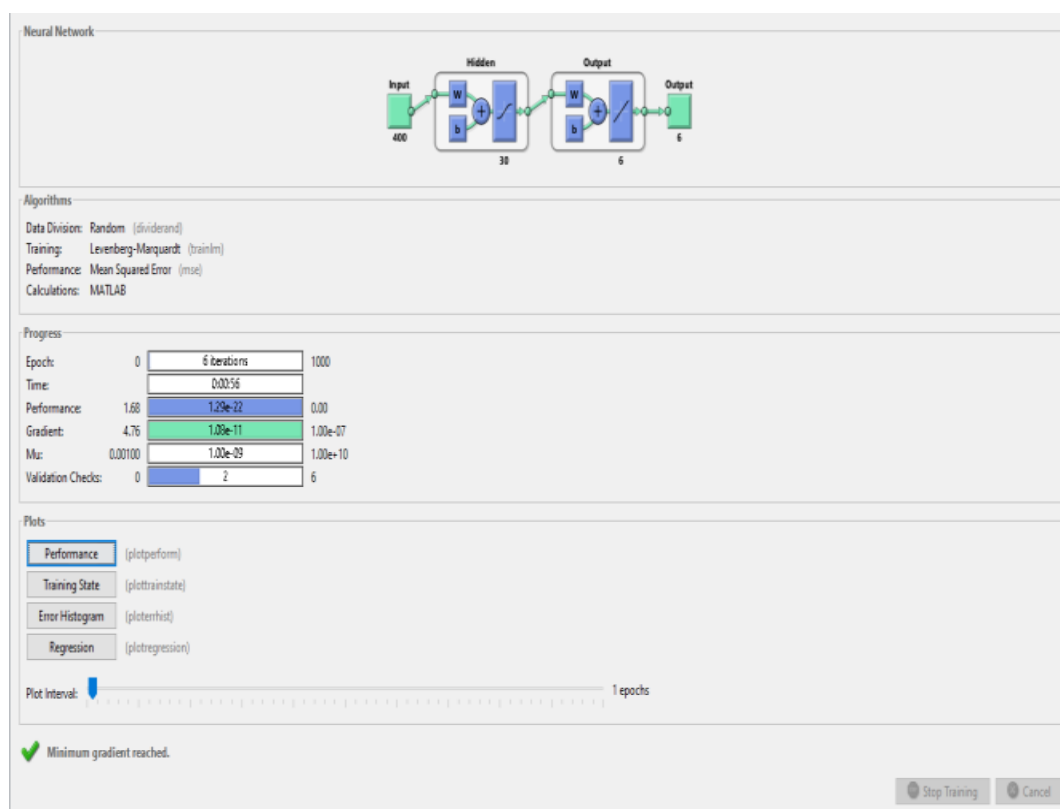 Neural Network
Hidden
Output
Input
Output
W
W
b
b
400
30
6
6
Algorithms
Data Division: Random (dividerand)
Training: Levenberg-Marquardt (trainlm)
Performance: Mean Squared Error (mse)
Calculations: MATLAB
Progress
Epoch: 0 6 iterations 1000
Time: 0:00:56
Performance: 1.68 1.29e-22 0.00
Gradient: 4.76 1.08e-11 1.00e-07
Mu: 0.00100 1.00e-09 1.00e+10
Validation Checks: 0 2 6
Plots
Performance (plotperform)
Training State (plottrainstate)
Error Histogram (ploterrhist)
Regression (plotregression)
Plot Interval: 1 epochs
Minimum gradient reached.
Stop Training Cancel